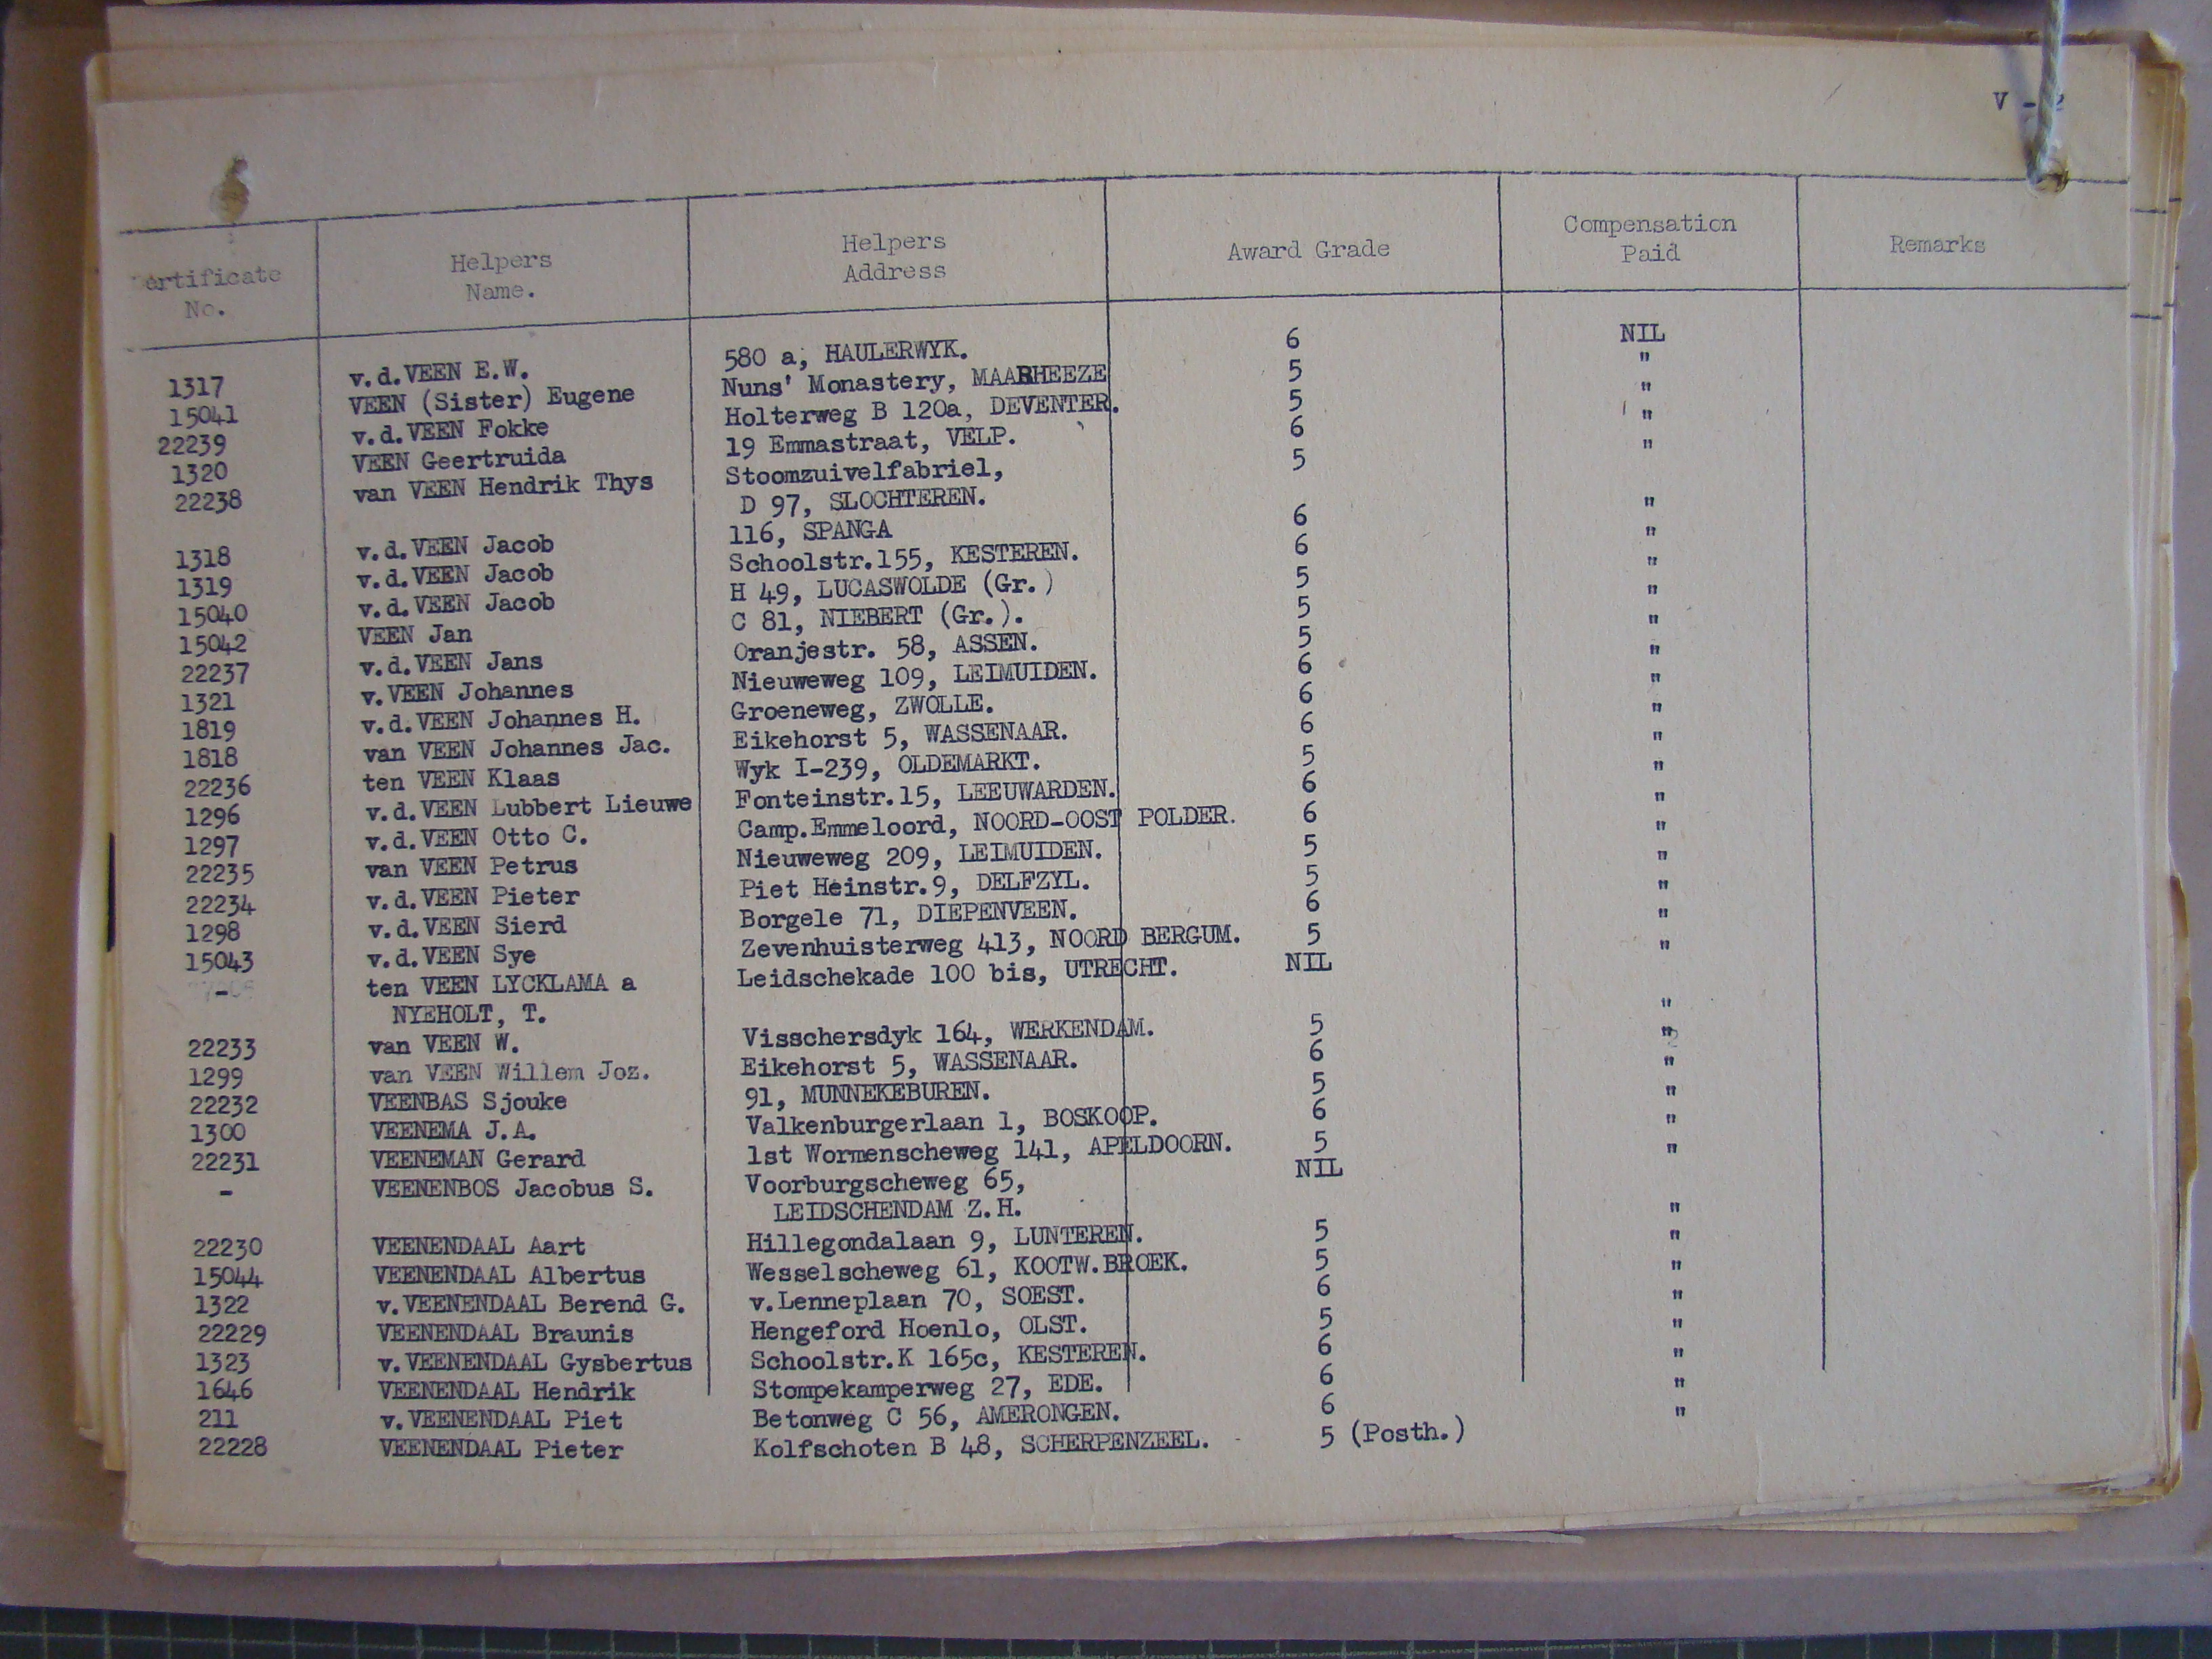 V -
Certificate No. Helpers Name. Helpers Address Award Grade Compensation Paid Remarks
1317 v.d.VEEN E.W. 580 a, HAULERWYK. 6 NIL
15041 VEEN (Sister) Eugene Nuns' Monastery, MAARHEEZE 5 "
22239 v.d.VEEN Fokke Holterweg B 120a, DEVENTER. 5 "
1320 VEEN Geertruida 19 Emmastraat, VELP. 6 "
22238 van VEEN Hendrik Thys Stoomzuivelfabriel, 5 "
D 97, SLOCHTEREN.
1318 v.d.VEEN Jacob 116, SPANGA 6 "
1319 v.d.VEEN Jacob Schoolstr.155, KESTEREN. 6 "
15040 v.d.VEEN Jacob H 49, LUCASWOLDE (Gr.) 5 "
15042 VEEN Jan C 81, NIEBERT (Gr.). 5 "
22237 v.d.VEEN Jans Oranjestr. 58, ASSEN. 5 "
1321 v.VEEN Johannes Nieuweweg 109, LEIMUIDEN. 6 "
1819 v.d.VEEN Johannes H. Groeneweg, ZWOLLE. 6 "
1818 van VEEN Johannes Jac. Eikehorst 5, WASSENAAR. 6 "
22236 ten VEEN Klaas Wyk I-239, OLDEMARKT. 5 "
1296 v.d.VEEN Lubbert Lieuwe Fonteinstr.15, LEEUWARDEN. 6 "
1297 v.d.VEEN Otto C. Camp.Emmeloord, NOORD-OOST POLDER. 6 "
22235 van VEEN Petrus Nieuweweg 209, LEIMUIDEN. 5 "
22234 v.d.VEEN Pieter Piet Heinstr.9, DELFZYL. 5 "
1298 v.d.VEEN Sierd Borgele 71, DIEPENVEEN. 6 "
15043 v.d.VEEN Sye Zevenhuisterweg 413, NOORD BERGUM. 5 "
- ten VEEN LYCKLAMA a Leidschekade 100 bis, UTRECHT. NIL "
NYEHOLT, T.
22233 van VEEN W. Visschersdyk 164, WERKENDAM. 5 "
1299 van VEEN Willem Joz. Eikehorst 5, WASSENAAR. 6 "
22232 VEENBAS Sjouke 91, MUNNEKEBUREN. 5 "
1300 VEENEMA J.A. Valkenburgerlaan 1, BOSKOOP. 6 "
22231 VEENEMAN Gerard 1st Wormenscheweg 141, APELDOORN. 5 "
- VEENENBOS Jacobus S. Voorburgscheweg 65, NIL "
LEIDSCHENDAM Z.H.
22230 VEENENDAAL Aart Hillegondalaan 9, LUNTEREN. 5 "
15044 VEENENDAAL Albertus Wesselscheweg 61, KOOTW.BROEK. 5 "
1322 v.VEENENDAAL Berend G. v.Lenneplaan 70, SOEST. 6 "
22229 VEENENDAAL Braunis Hengeford Hoenlo, OLST. 5 "
1323 v.VEENENDAAL Gysbertus Schoolstr.K 165c, KESTEREN. 6 "
1646 VEENENDAAL Hendrik Stompekamperweg 27, EDE. 6 "
211 v.VEENENDAAL Piet Betonweg C 56, AMERONGEN. 6 "
22228 VEENENDAAL Pieter Kolfschoten B 48, SCHERPENZEEL. 5 (Posth.) "